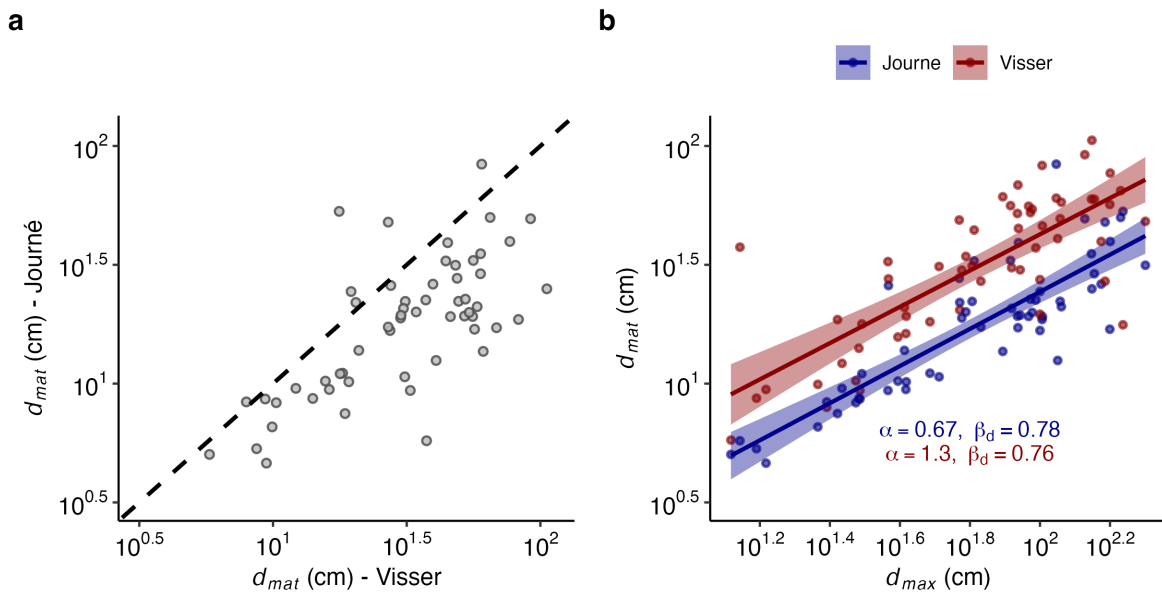 a
b
Journe
Visser
10^2
10^1.5
10^1
10^0.5
d_mat (cm) - Journé
10^0.5
10^1
10^1.5
10^2
d_mat (cm) - Visser
10^2
10^1.5
10^1
10^0.5
d_mat (cm)
α = 0.67, β_d = 0.78
α = 1.3, β_d = 0.76
10^1.2
10^1.4
10^1.6
10^1.8
10^2
10^2.2
d_max (cm)